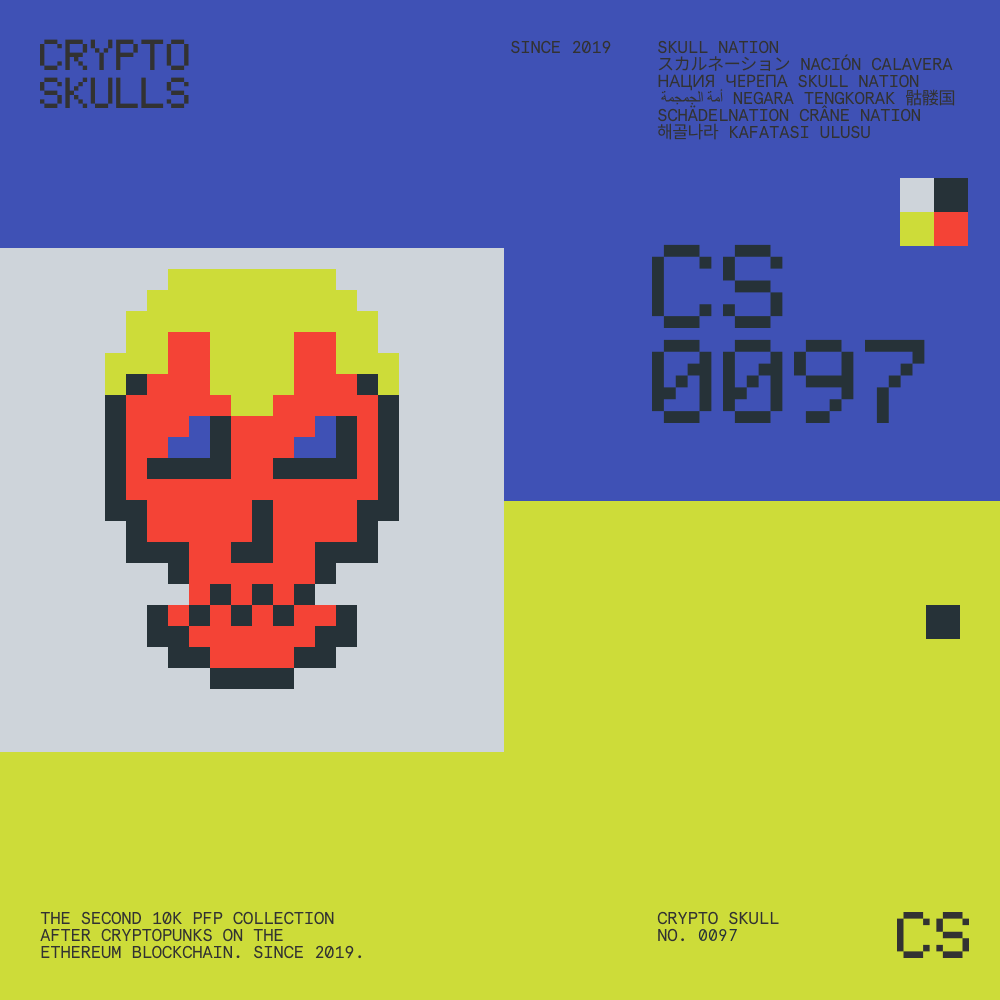 CRYPTO
SKULLS
SINCE 2019
SKULL NATION
スカルネーション NACIÓN CALAVERA
НАЦИЯ ЧЕРЕПА SKULL NATION
أمة الجمجمة NEGARA TENGKORAK 骷髅国
SCHÄDELNATION CRÂNE NATION
해골나라 KAFATASI ULUSU
CS
0097
THE SECOND 10K PFP COLLECTION
AFTER CRYPTOPUNKS ON THE
ETHEREUM BLOCKCHAIN. SINCE 2019.
CRYPTO SKULL
NO. 0097
CS